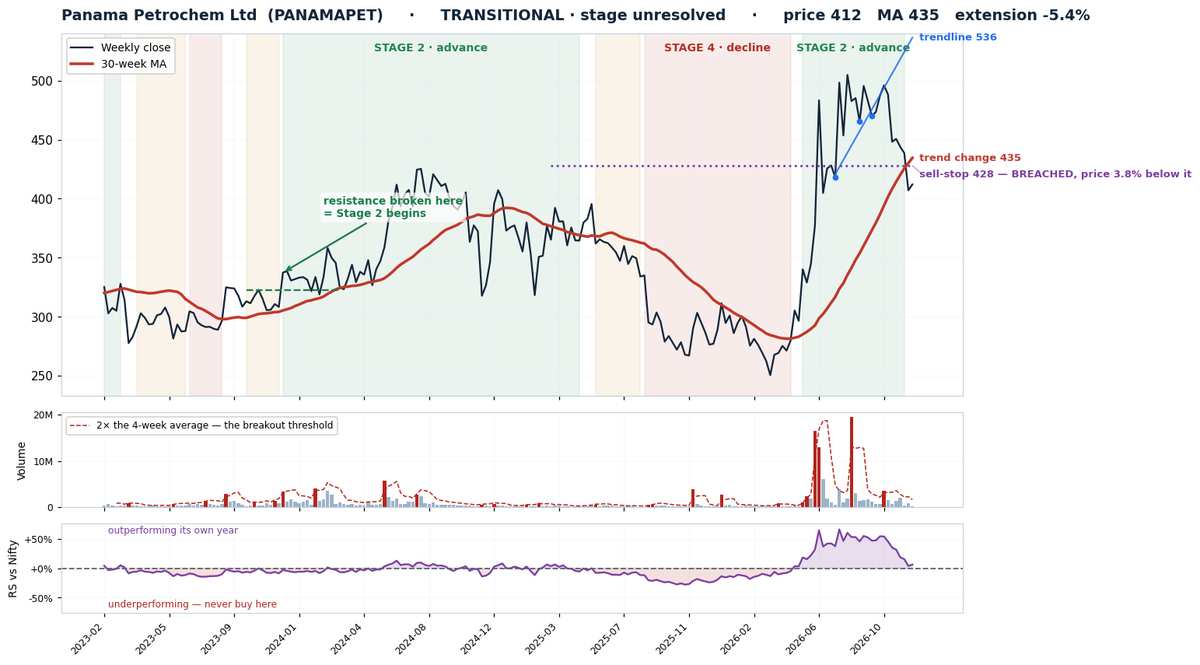 Panama Petrochem Ltd (PANAMAPET) · TRANSITIONAL · stage unresolved · price 412 MA 435 extension -5.4%
Weekly close
30-week MA
STAGE 2 · advance
STAGE 4 · decline
STAGE 2 · advance
trendline 536
500
450
trend change 435
sell-stop 428 — BREACHED, price 3.8% below it
400
resistance broken here
= Stage 2 begins
350
300
250
20M
2× the 4-week average — the breakout threshold
Volume
10M
0
outperforming its own year
+50%
RS vs Nifty
+0%
-50%
underperforming — never buy here
2023-02
2023-05
2023-09
2024-01
2024-04
2024-08
2024-12
2025-03
2025-07
2025-11
2026-02
2026-06
2026-10